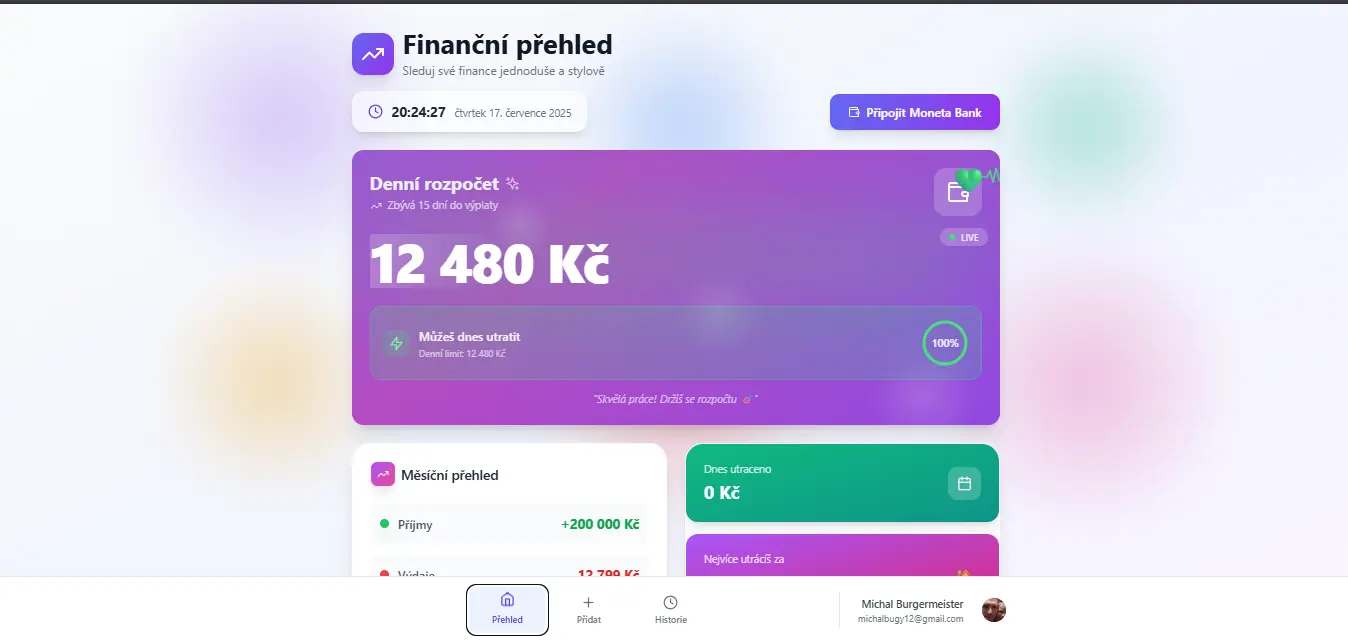 Finanční přehled
Sleduj své finance jednoduše a stylově
20:24:27 čtvrtek 17. července 2025
Připojit Moneta Bank
Denní rozpočet
Zbývá 15 dní do výplaty
LIVE
12 480 Kč
Můžeš dnes utratit
Denní limit: 12 480 Kč
100%
"Skvělá práce! Držíš se rozpočtu "
Měsíční přehled
Příjmy +200 000 Kč
Výdaje 12 799 Kč
Dnes utraceno
0 Kč
Nejvíce utrácíš za
Přehled
Přidat
Historie
Michal Burgermeister
michalbugy12@gmail.com